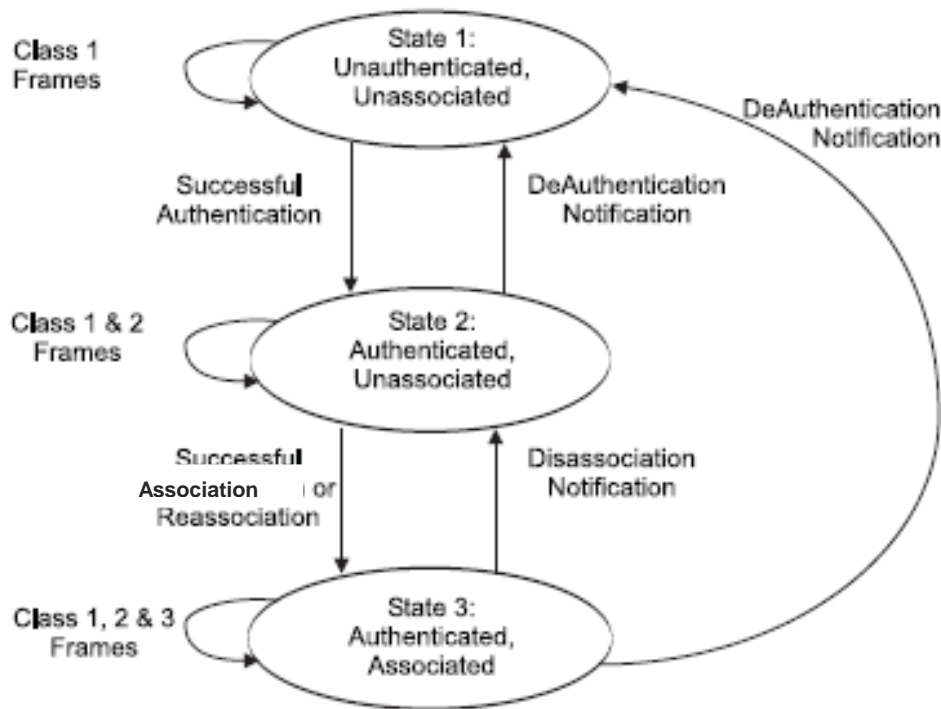 Class 1
Frames
State 1:
Unauthenticated,
Unassociated
DeAuthentication
Notification
Successful
Authentication
DeAuthentication
Notification
Class 1 & 2
Frames
State 2:
Authenticated,
Unassociated
Successful
Association or
Reassociation
Disassociation
Notification
Class 1, 2 & 3
Frames
State 3:
Authenticated,
Associated